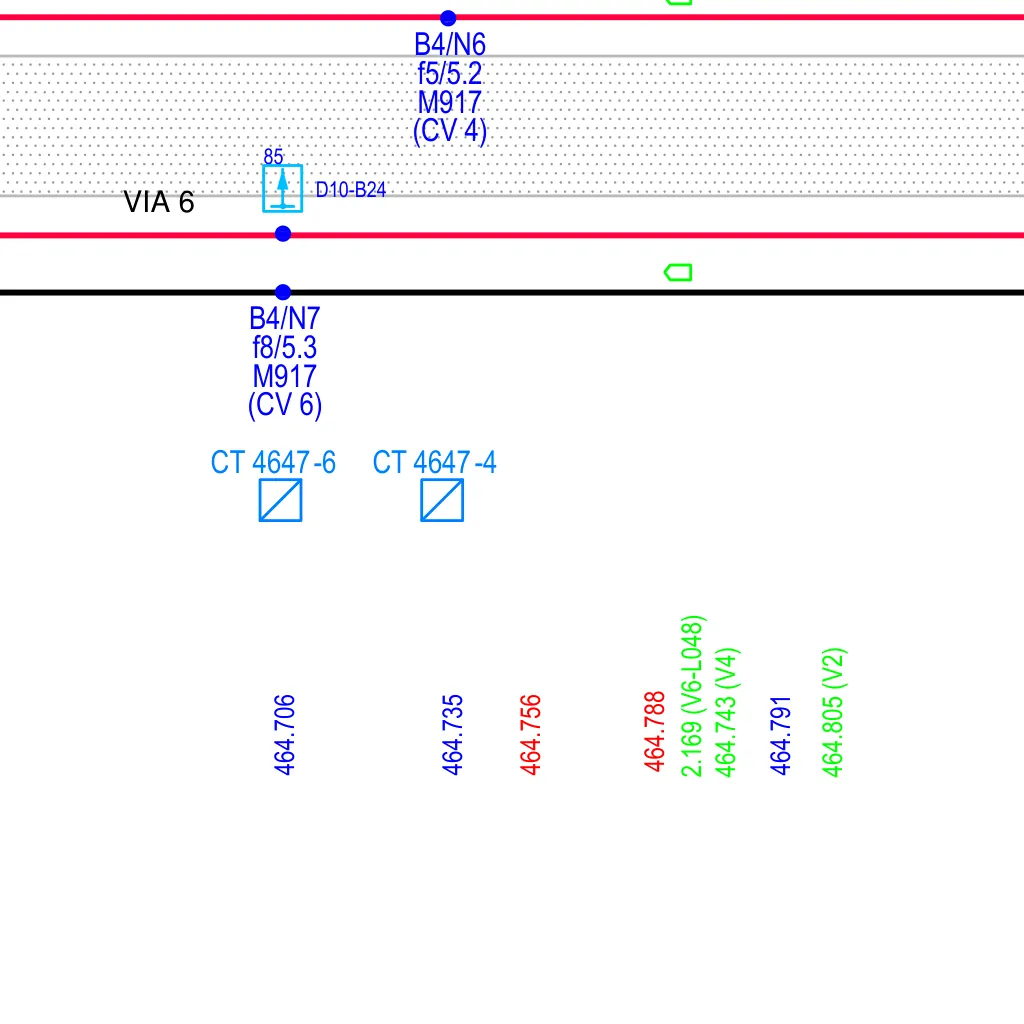 B4/N6
f5/5.2
M917
(CV 4)
85
D10-B24
VIA 6
B4/N7
f8/5.3
M917
(CV 6)
CT 4647-6
CT 4647-4
464.706
464.735
464.756
464.788
2.169 (V6-L048)
464.743 (V4)
464.791
464.805 (V2)